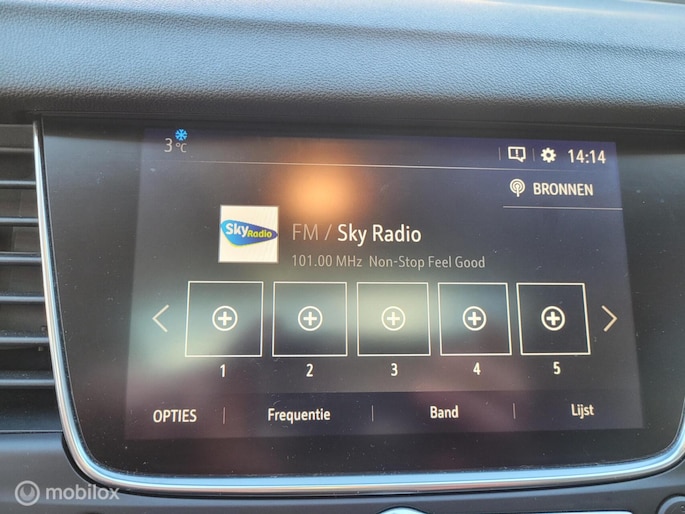 3 °C
14:14
BRONNEN
Sky Radio
FM / Sky Radio
101.00 MHz Non-Stop Feel Good
1 2 3 4 5
OPTIES Frequentie Band Lijst
mobilox